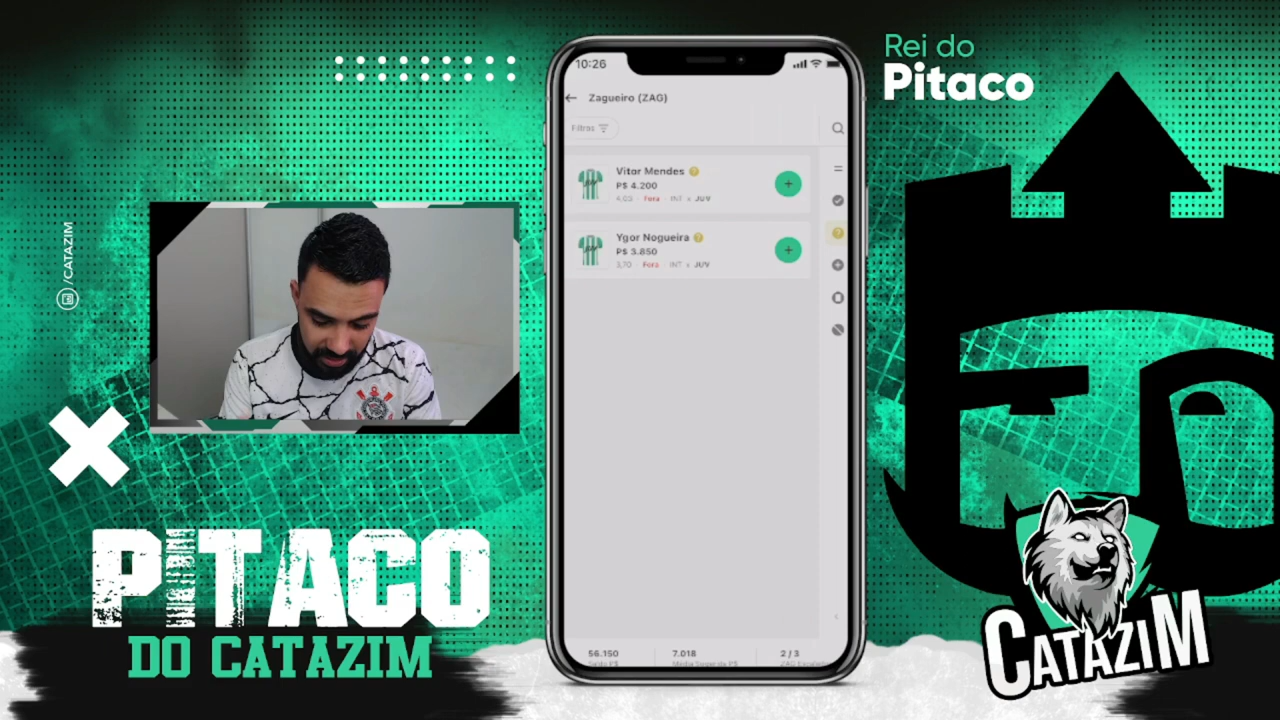 Rei do
Pitaco
10:26
Zagueiro (ZAG)
Filtros
Vitor Mendes
P$ 4.200
4,03 · Fora · INT x JUV
Ygor Nogueira
P$ 3.850
3,70 · Fora · INT x JUV
56.150
7.018
2 / 3
Saldo P$
/CATAZIM
PITACO
DO CATAZIM
CATAZIM